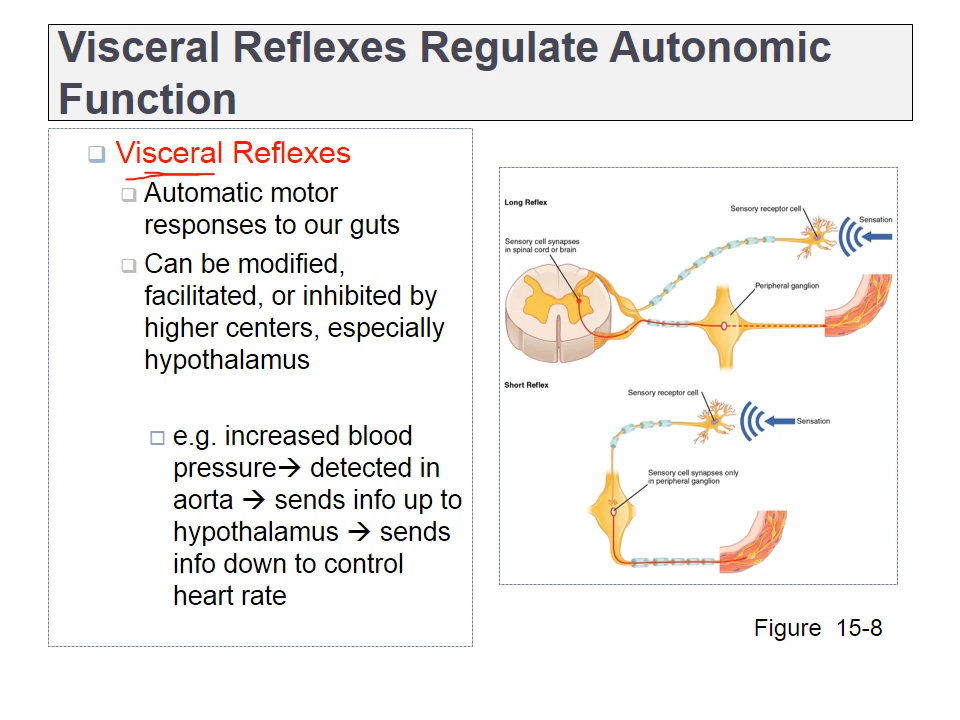 Visceral Reflexes Regulate Autonomic
Function
Visceral Reflexes
Automatic motor
responses to our guts
Can be modified,
facilitated, or inhibited by
higher centers, especially
hypothalamus
e.g. increased blood
pressure→ detected in
aorta → sends info up to
hypothalamus → sends
info down to control
heart rate
Long Reflex
Sensory receptor cell
Sensation
Sensory cell synapses
in spinal cord or brain
Peripheral ganglion
Short Reflex
Sensory receptor cell
Sensation
Sensory cell synapses only
in peripheral ganglion
Figure 15-8